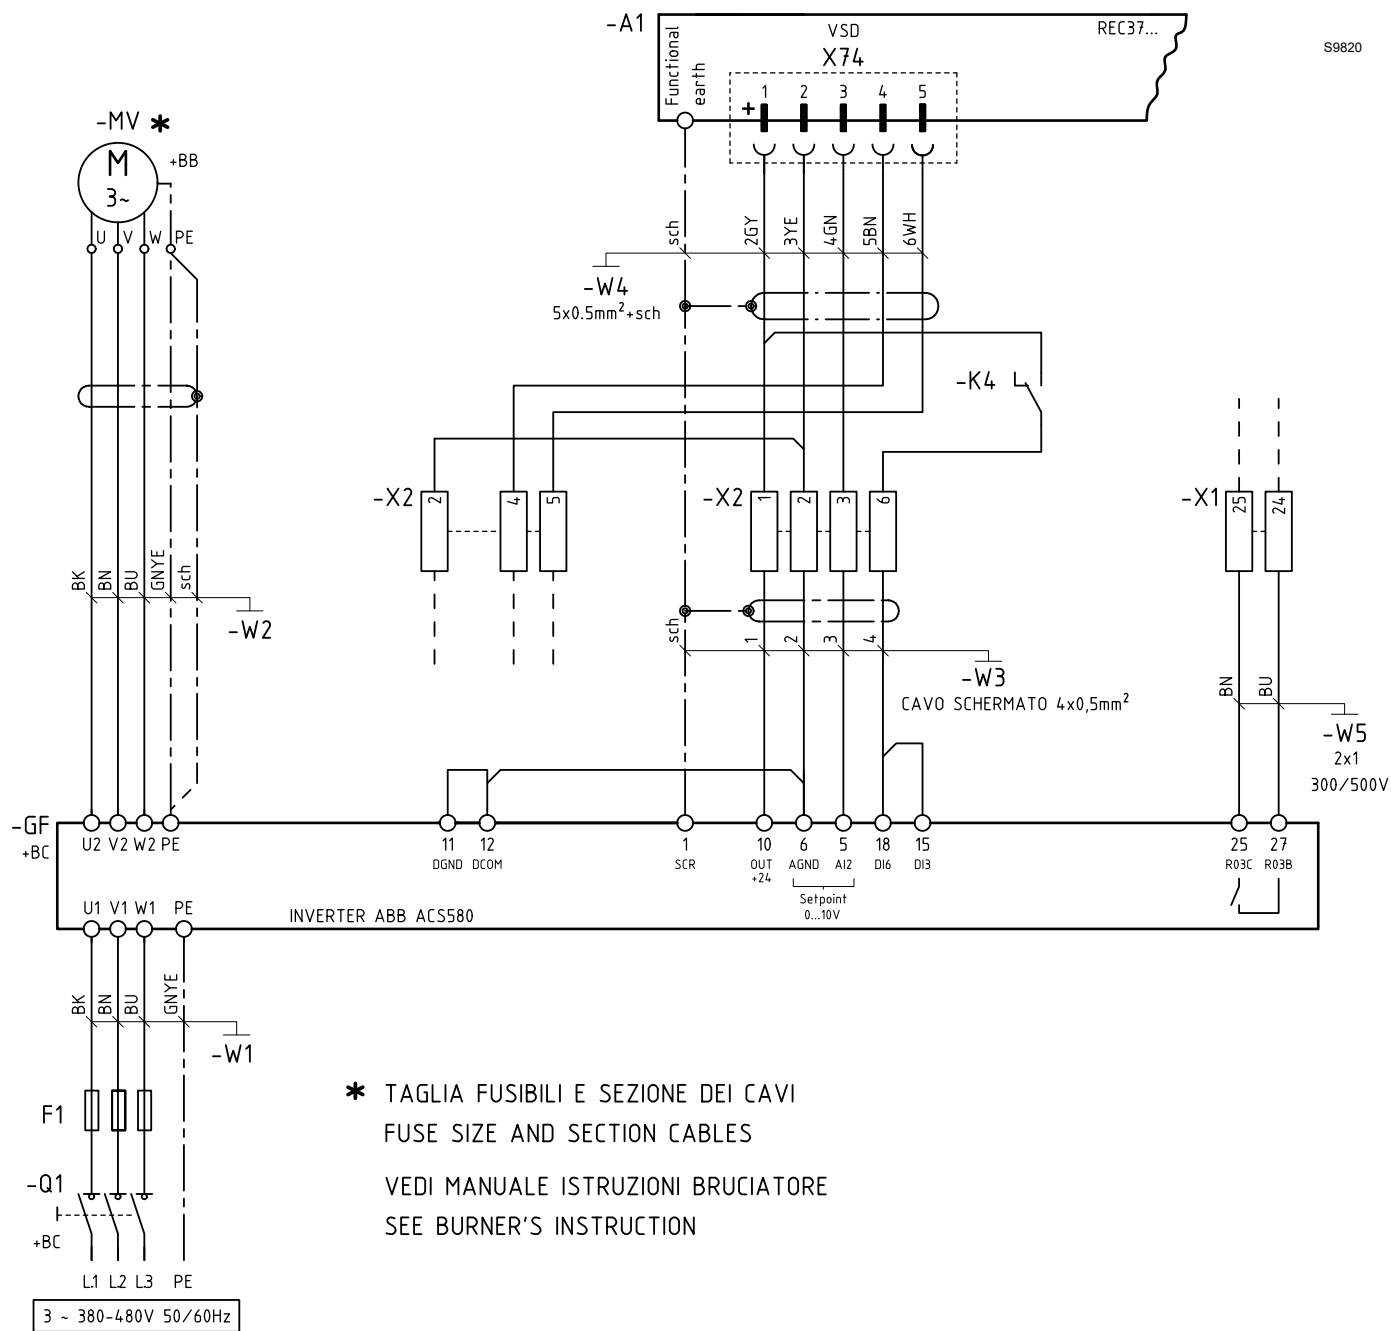 -A1
Functional
earth
VSD
X74
REC37...
S9820
+ 1 2 3 4 5
-MV *
M
3~
+BB
U V W PE
sch 2GY 3YE 4GN 5BN 6WH
-W4
5x0.5mm²+sch
-K4
-X2 2 4 5
-X2 1 2 3 6
-X1 25 24
BK BN BU GNYE sch
-W2
sch 1 2 3 4
-W3
CAVO SCHERMATO 4x0,5mm²
BN BU
-W5
2x1
300/500V
-GF
+BC
U2 V2 W2 PE
11 12 1 10 6 5 18 15 25 27
DGND DCOM SCR OUT AGND AI2 DI6 DI3 R03C R03B
+24
Setpoint
0...10V
U1 V1 W1 PE
INVERTER ABB ACS580
BK BN BU GNYE
-W1
F1
-Q1
+BC
L1 L2 L3 PE
3 ~ 380-480V 50/60Hz
* TAGLIA FUSIBILI E SEZIONE DEI CAVI
FUSE SIZE AND SECTION CABLES
VEDI MANUALE ISTRUZIONI BRUCIATORE
SEE BURNER'S INSTRUCTION